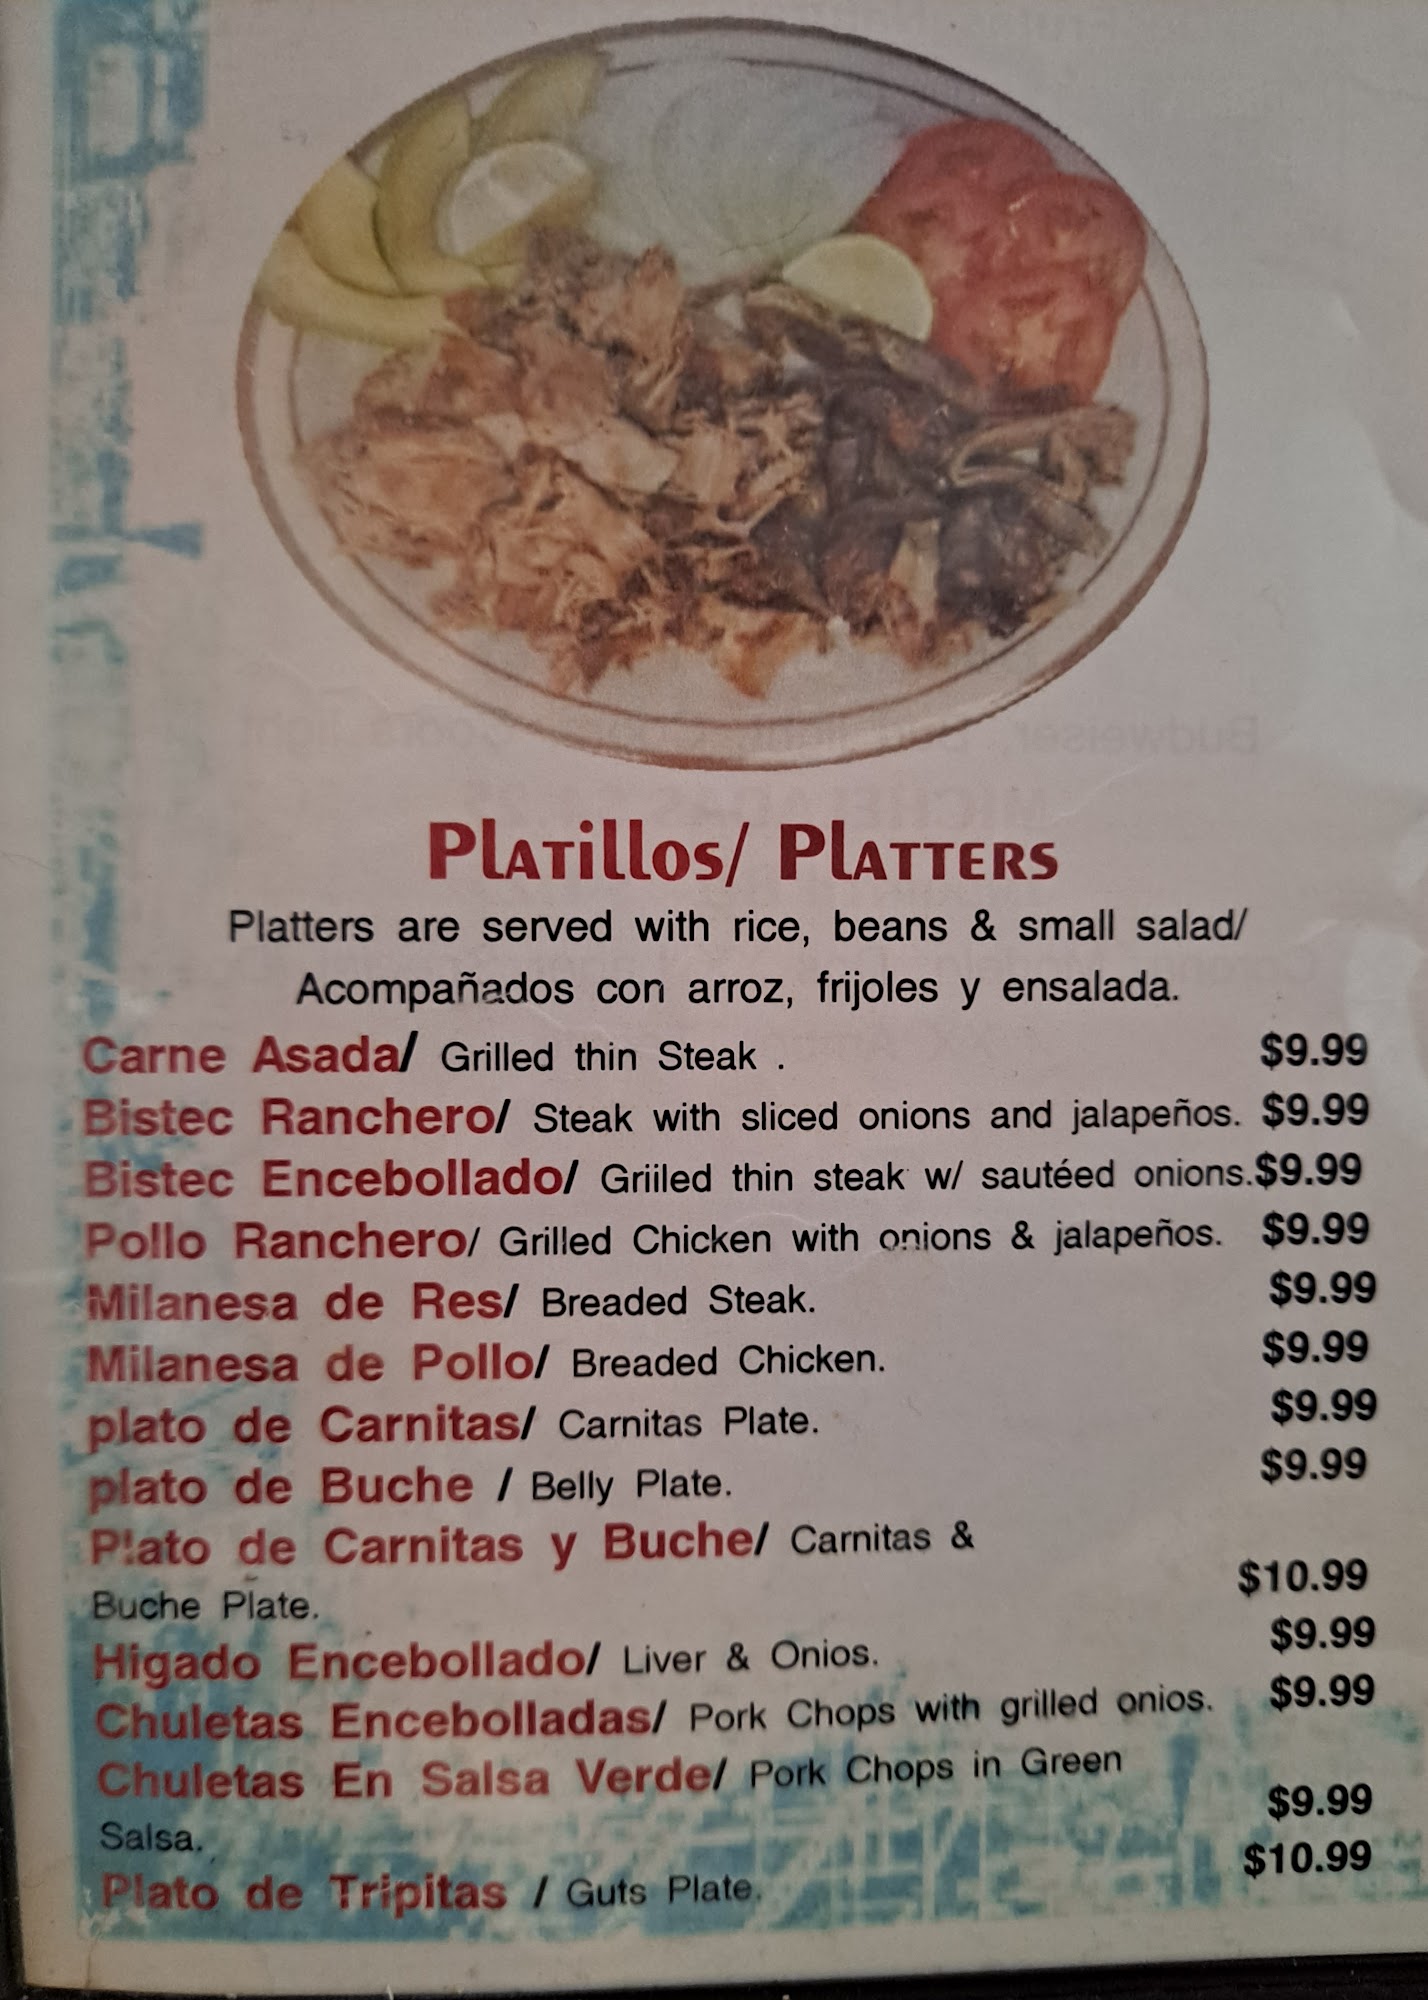 Platillos/ Platters
Platters are served with rice, beans & small salad/
Acompañados con arroz, frijoles y ensalada.
Carne Asada/ Grilled thin Steak . $9.99
Bistec Ranchero/ Steak with sliced onions and jalapeños. $9.99
Bistec Encebollado/ Griiled thin steak w/ sautéed onions.$9.99
Pollo Ranchero/ Grilled Chicken with onions & jalapeños. $9.99
Milanesa de Res/ Breaded Steak. $9.99
Milanesa de Pollo/ Breaded Chicken. $9.99
plato de Carnitas/ Carnitas Plate. $9.99
plato de Buche / Belly Plate. $9.99
Plato de Carnitas y Buche/ Carnitas &
Buche Plate. $10.99
Higado Encebollado/ Liver & Onios. $9.99
Chuletas Encebolladas/ Pork Chops with grilled onios. $9.99
Chuletas En Salsa Verde/ Pork Chops in Green
Salsa. $9.99
Plato de Tripitas / Guts Plate. $10.99